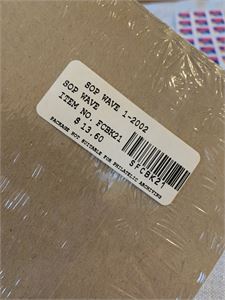 SOP WAVE 1-2002
SOP WAVE
ITEM NO. FCBK21
$ 13.60
SFCBK21
PACKAGE NOT SUITABLE FOR PHILATELIC ARCHIVING